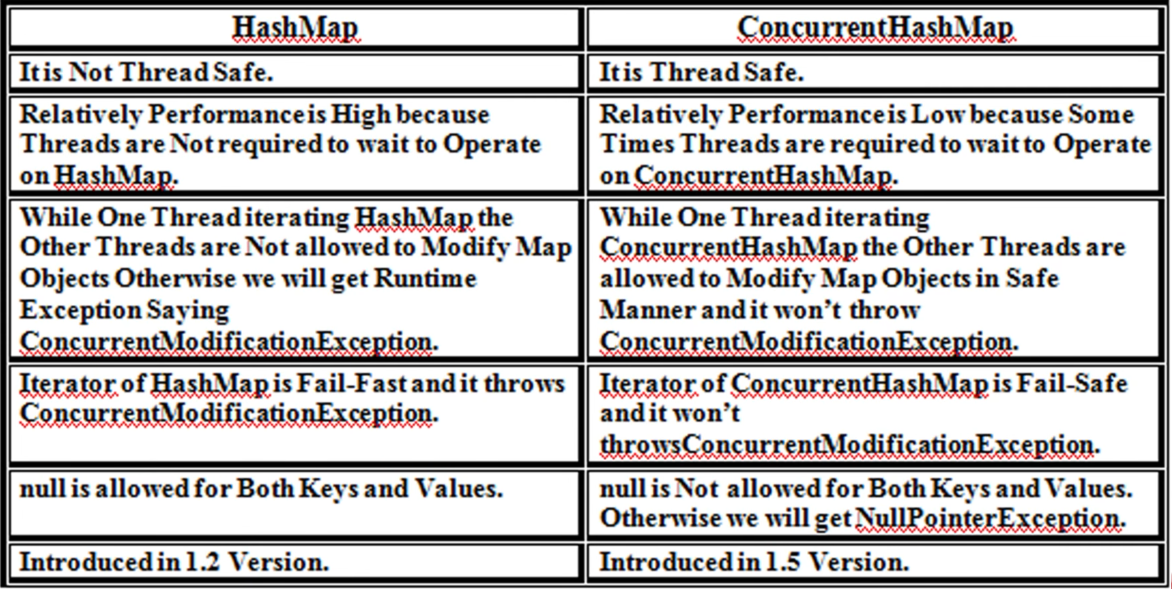 HashMap
ConcurrentHashMap
It is Not Thread Safe.
It is Thread Safe.
Relatively Performance is High because
Threads are Not required to wait to Operate
on HashMap.
Relatively Performance is Low because Some
Times Threads are required to wait to Operate
on ConcurrentHashMap.
While One Thread iterating HashMap the
Other Threads are Not allowed to Modify Map
Objects Otherwise we will get Runtime
Exception Saying
ConcurrentModificationException.
While One Thread iterating
ConcurrentHashMap the Other Threads are
allowed to Modify Map Objects in Safe
Manner and it won’t throw
ConcurrentModificationException.
Iterator of HashMap is Fail-Fast and it throws
ConcurrentModificationException.
Iterator of ConcurrentHashMap is Fail-Safe
and it won’t
throwsConcurrentModificationException.
null is allowed for Both Keys and Values.
null is Not allowed for Both Keys and Values.
Otherwise we will get NullPointerException.
Introduced in 1.2 Version.
Introduced in 1.5 Version.